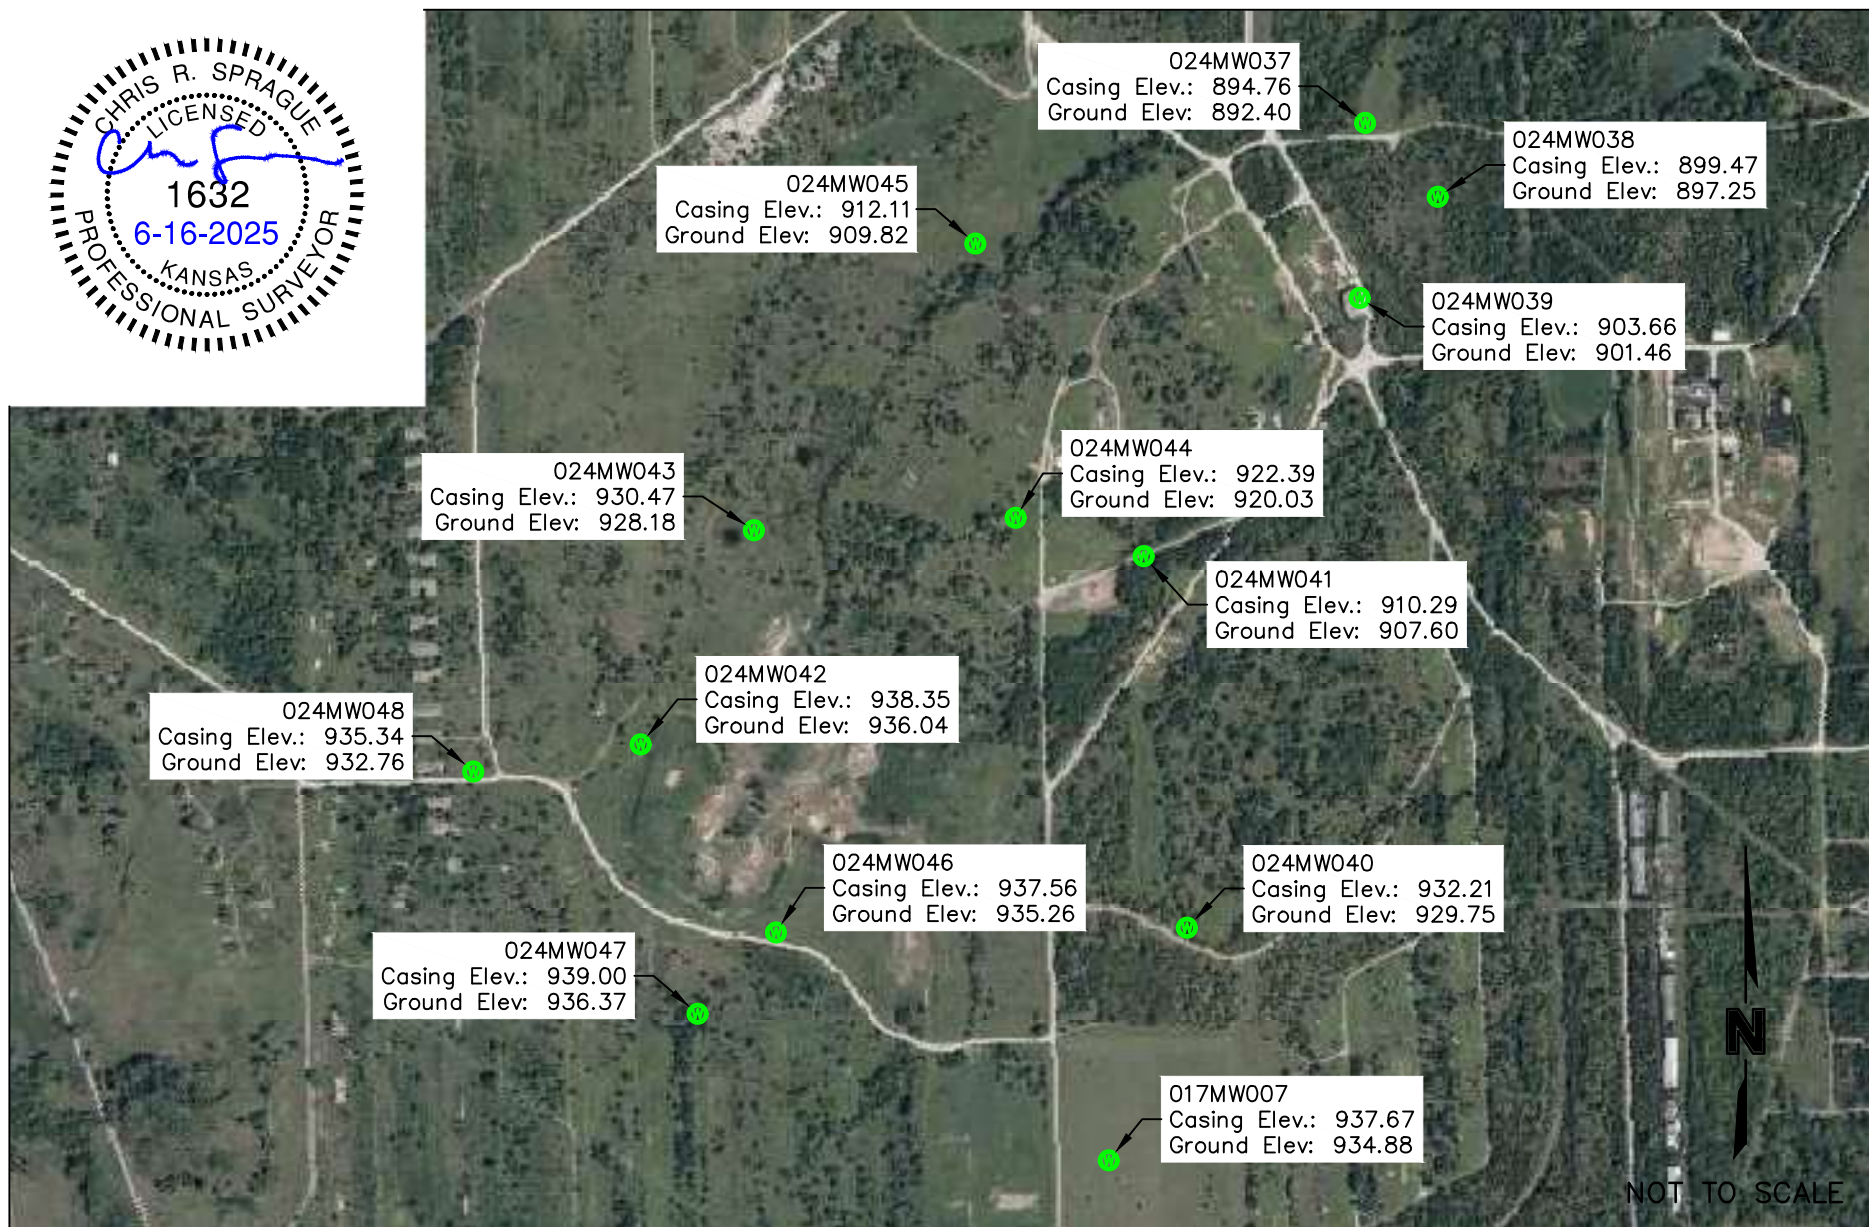 CHRIS R. SPRAGUE
LICENSED
1632
6-16-2025
KANSAS
PROFESSIONAL SURVEYOR
024MW037
Casing Elev.: 894.76
Ground Elev: 892.40
024MW038
Casing Elev.: 899.47
Ground Elev: 897.25
024MW045
Casing Elev.: 912.11
Ground Elev: 909.82
024MW039
Casing Elev.: 903.66
Ground Elev: 901.46
024MW044
Casing Elev.: 922.39
Ground Elev: 920.03
024MW043
Casing Elev.: 930.47
Ground Elev: 928.18
024MW041
Casing Elev.: 910.29
Ground Elev: 907.60
024MW042
Casing Elev.: 938.35
Ground Elev: 936.04
024MW048
Casing Elev.: 935.34
Ground Elev: 932.76
024MW046
Casing Elev.: 937.56
Ground Elev: 935.26
024MW040
Casing Elev.: 932.21
Ground Elev: 929.75
024MW047
Casing Elev.: 939.00
Ground Elev: 936.37
017MW007
Casing Elev.: 937.67
Ground Elev: 934.88
W
W
W
W
W
W
W
W
W
W
W
W
W
N
NOT TO SCALE